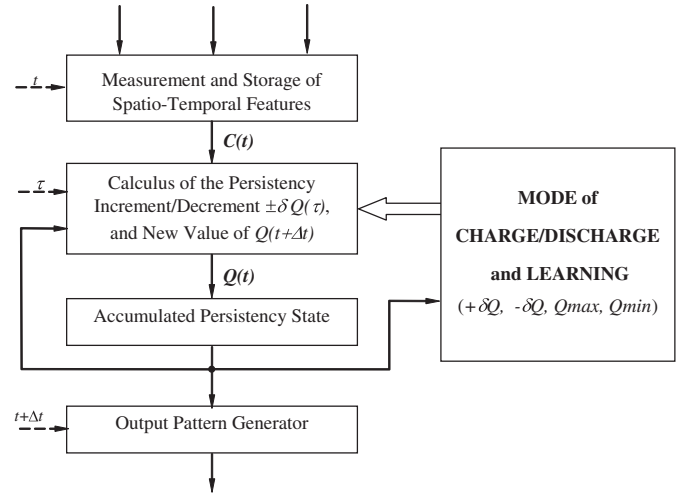 t
Measurement and Storage of
Spatio-Temporal Features
C(t)
τ
Calculus of the Persistency
Increment/Decrement ±δ Q(τ),
and New Value of Q(t+Δt)
Q(t)
Accumulated Persistency State
t+Δt
Output Pattern Generator
MODE of
CHARGE/DISCHARGE
and LEARNING
(+δQ, -δQ, Qmax, Qmin)